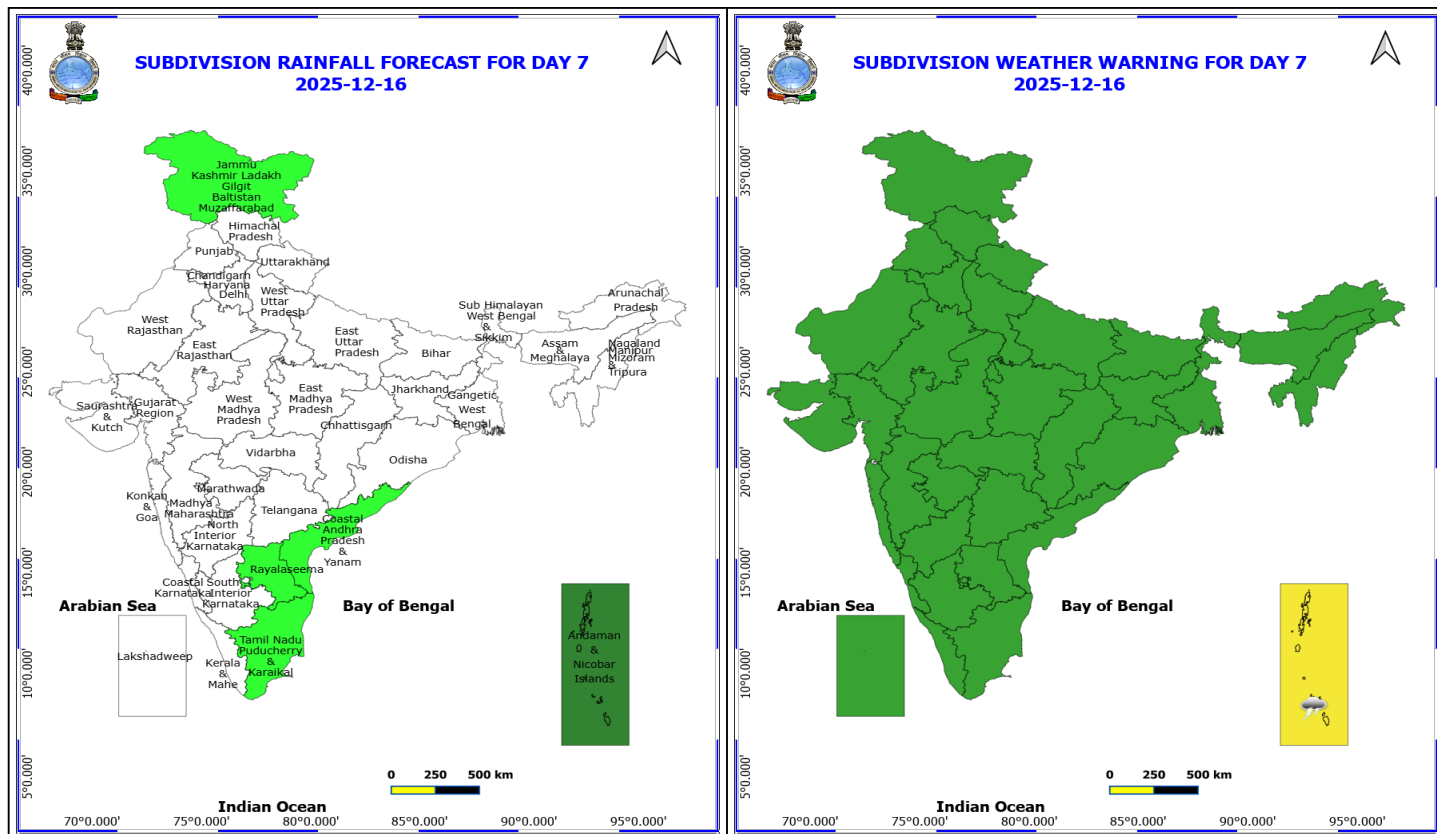 SUBDIVISION RAINFALL FORECAST FOR DAY 7
2025-12-16
40°0.000'
35°0.000'
30°0.000'
25°0.000'
20°0.000'
15°0.000'
10°0.000'
5°0.000'
Jammu
Kashmir Ladakh
Gilgit
Baltistan
Muzaffarabad
Himachal
Pradesh
Punjab
Uttarakhand
Chandigarh
Haryana
Delhi
West
Uttar
Pradesh
West
Rajasthan
East
Rajasthan
East
Uttar
Pradesh
Bihar
Sub Himalayan
West Bengal
&
Sikkim
Arunachal
Pradesh
Assam
&
Meghalaya
Nagaland
Manipur
Mizoram
&
Tripura
Saurashtra
&
Kutch
Gujarat
Region
West
Madhya
Pradesh
East
Madhya
Pradesh
Jharkhand
Gangetic
West
Bengal
Chhattisgarh
Vidarbha
Odisha
Konkan
&
Goa
Marathwada
Madhya
Maharashtra
Telangana
North
Interior
Karnataka
Coastal
Andhra
Pradesh
&
Yanam
Rayalaseema
Coastal
Karnataka
South
Interior
Karnataka
Arabian Sea
Bay of Bengal
Lakshadweep
Kerala
&
Mahe
Tamil Nadu
Puducherry
&
Karaikal
Andaman
&
Nicobar
Islands
0 250 500 km
Indian Ocean
70°0.000' 75°0.000' 80°0.000' 85°0.000' 90°0.000' 95°0.000'
SUBDIVISION WEATHER WARNING FOR DAY 7
2025-12-16
40°0.000'
35°0.000'
30°0.000'
25°0.000'
20°0.000'
15°0.000'
10°0.000'
5°0.000'
Arabian Sea
Bay of Bengal
0 250 500 km
Indian Ocean
70°0.000' 75°0.000' 80°0.000' 85°0.000' 90°0.000' 95°0.000'